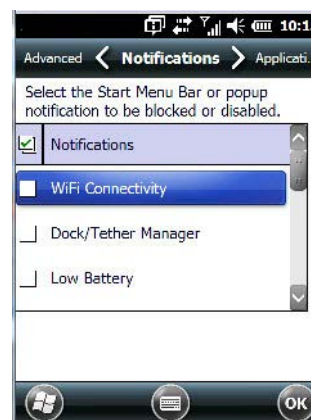 10:1
Advanced Notifications Applicati.
Select the Start Menu Bar or popup
notification to be blocked or disabled.
Notifications
WiFi Connectivity
Dock/Tether Manager
Low Battery
OK